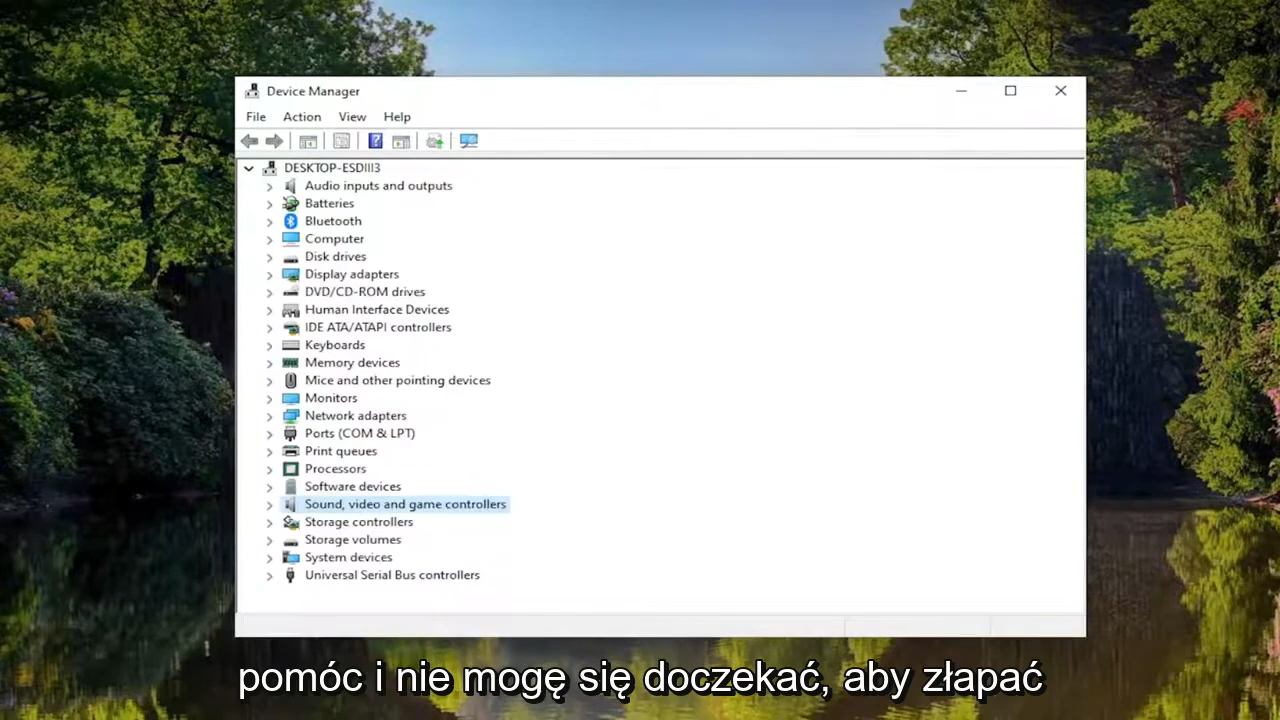 Device Manager
File Action View Help
DESKTOP-ESDIII3
Audio inputs and outputs
Batteries
Bluetooth
Computer
Disk drives
Display adapters
DVD/CD-ROM drives
Human Interface Devices
IDE ATA/ATAPI controllers
Keyboards
Memory devices
Mice and other pointing devices
Monitors
Network adapters
Ports (COM & LPT)
Print queues
Processors
Software devices
Sound, video and game controllers
Storage controllers
Storage volumes
System devices
Universal Serial Bus controllers
pomóc i nie mogę się doczekać, aby złapać